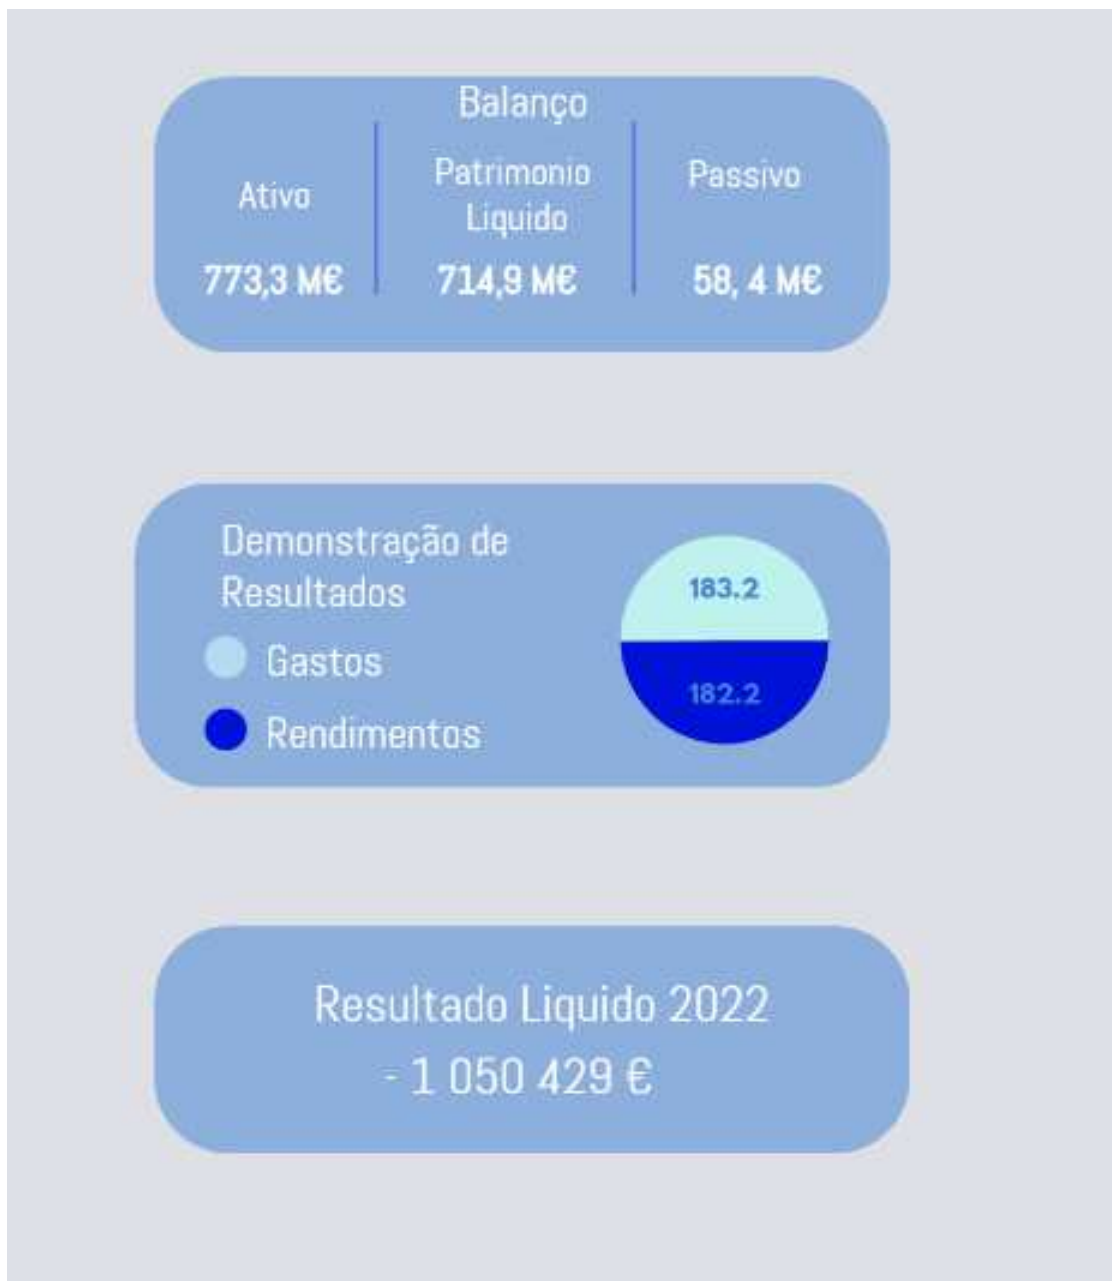 Balanço
Ativo
773,3 M€
Patrimonio
Liquido
714,9 M€
Passivo
58, 4 M€
Demonstração de
Resultados
Gastos
Rendimentos
183.2
182.2
Resultado Liquido 2022
- 1 050 429 €